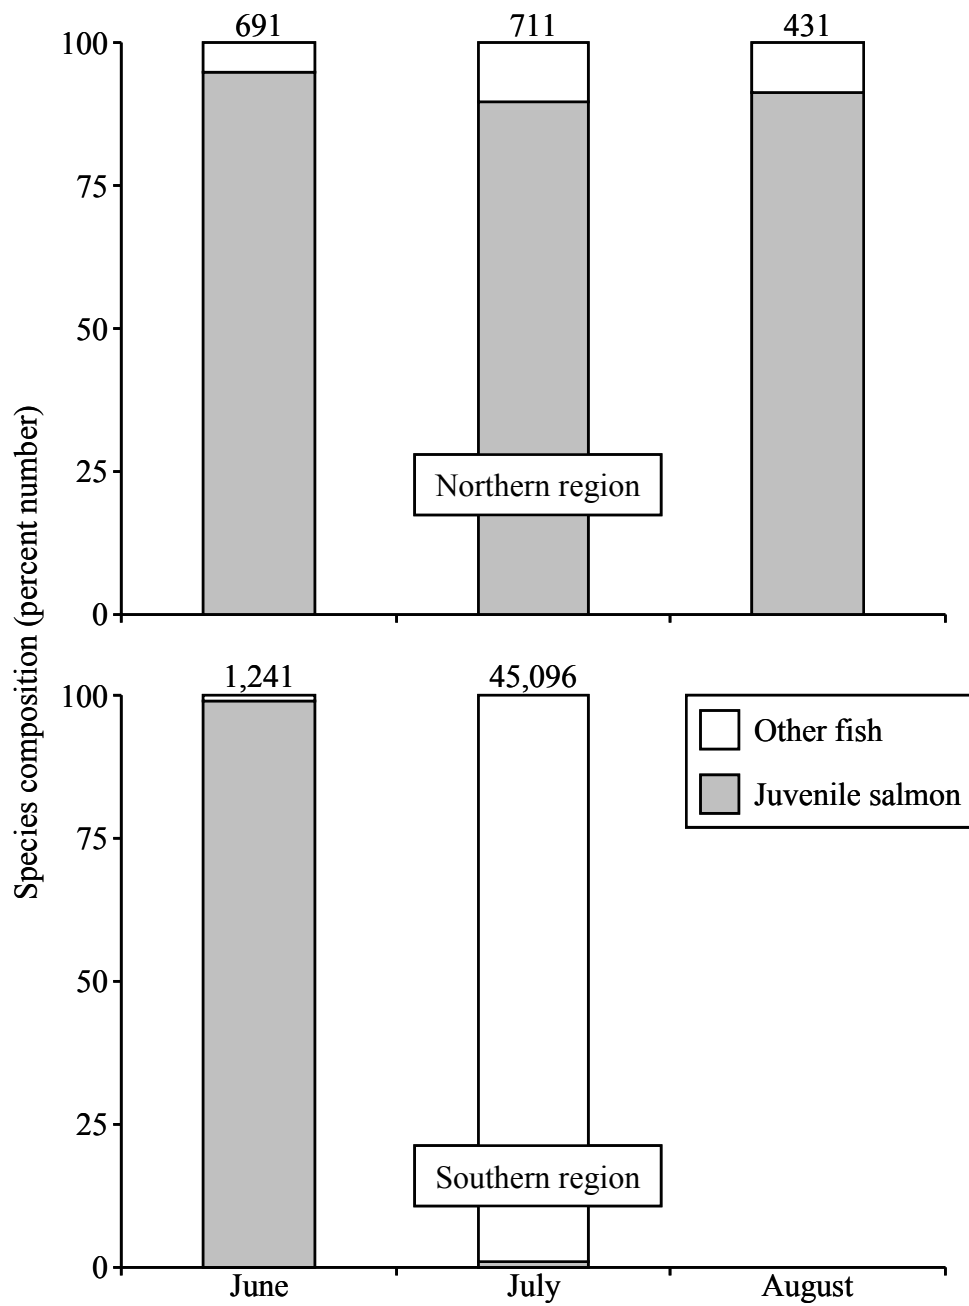 691 711 431
100
75
50
25
0
Northern region
Species composition (percent number)
1,241 45,096
100
75
50
25
0
Southern region
Other fish
Juvenile salmon
June July August